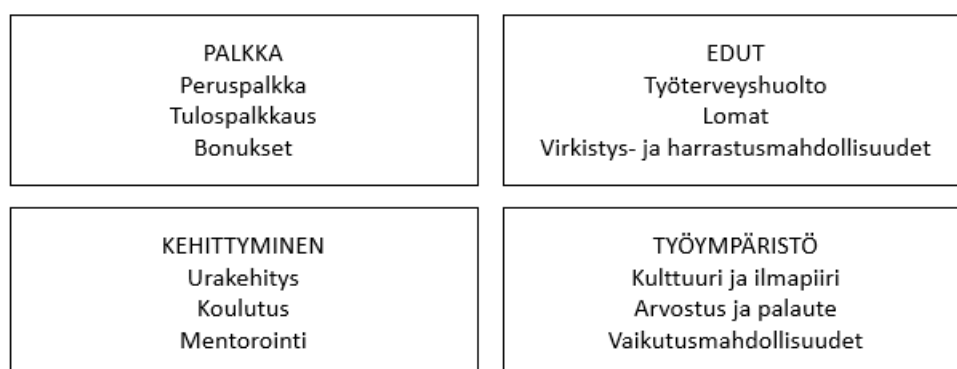 PALKKA
Peruspalkka
Tulospalkkaus
Bonukset
EDUT
Työterveyshuolto
Lomat
Virkistys- ja harrastusmahdollisuudet
KEHITTYMINEN
Urakehitys
Koulutus
Mentorointi
TYÖYMPÄRISTÖ
Kulttuuri ja ilmapiiri
Arvostus ja palaute
Vaikutusmahdollisuudet